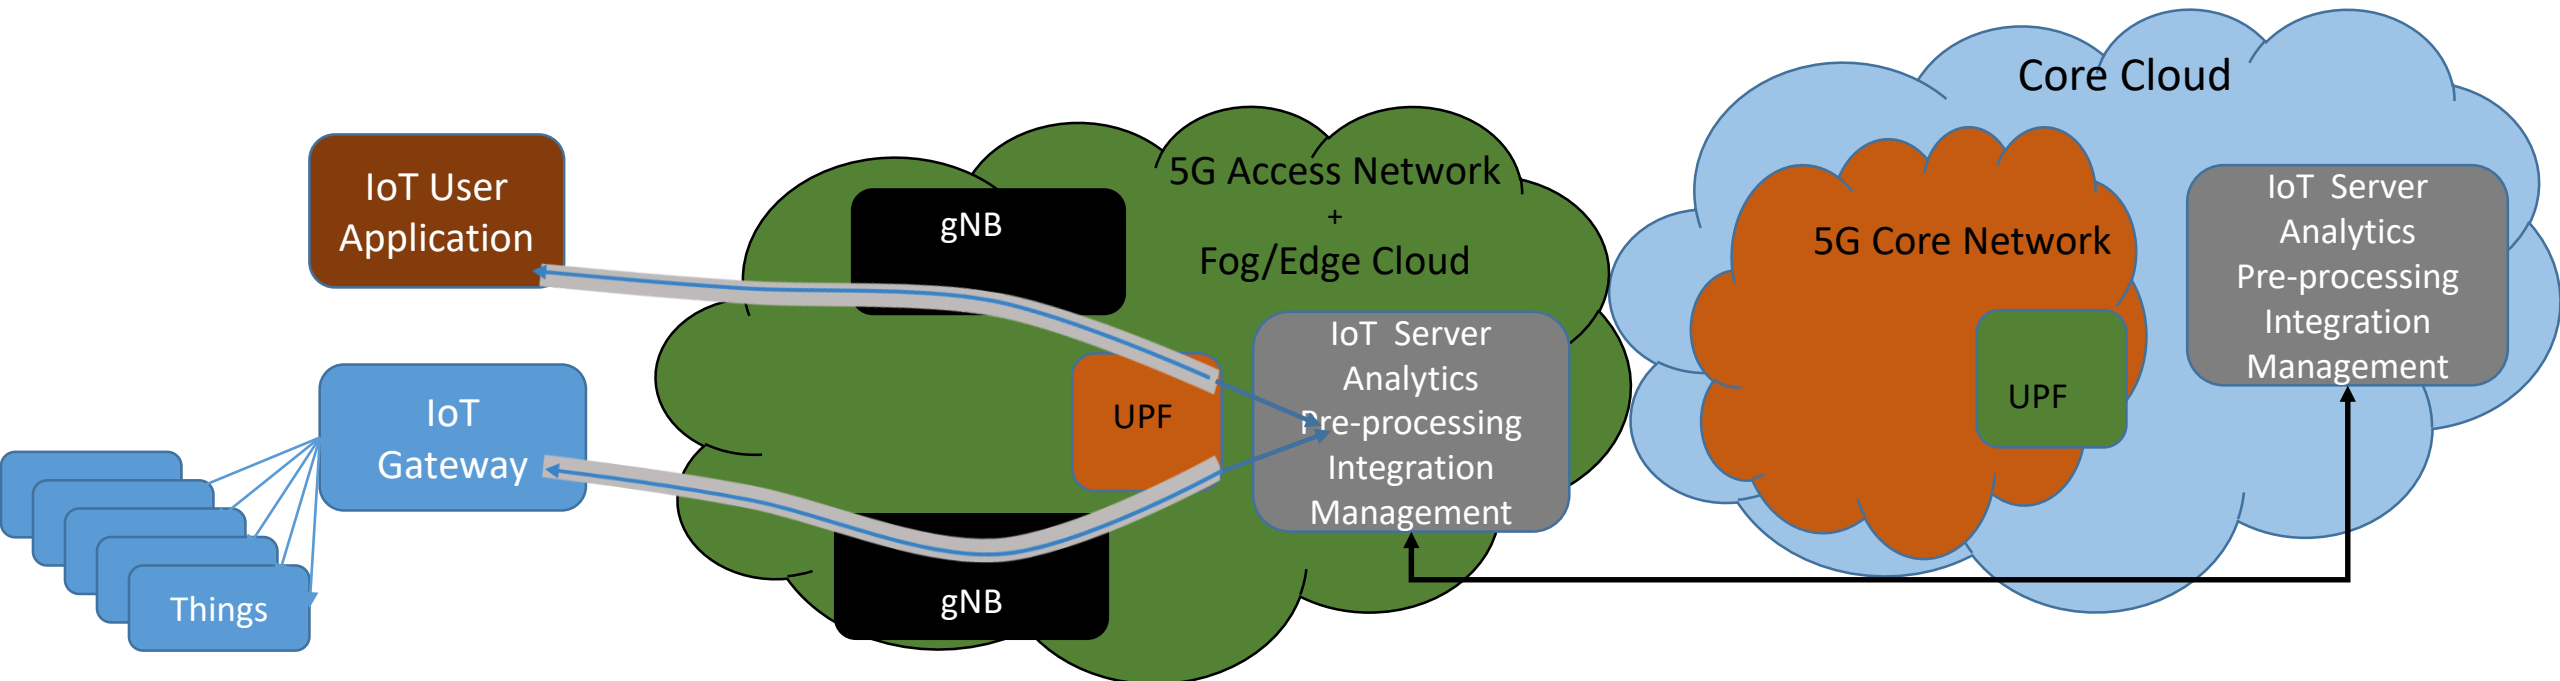 IoT User
Application
IoT
Gateway
Things
5G Access Network
+
Fog/Edge Cloud
gNB
UPF
gNB
IoT Server
Analytics
Pre-processing
Integration
Management
Core Cloud
5G Core Network
UPF
IoT Server
Analytics
Pre-processing
Integration
Management